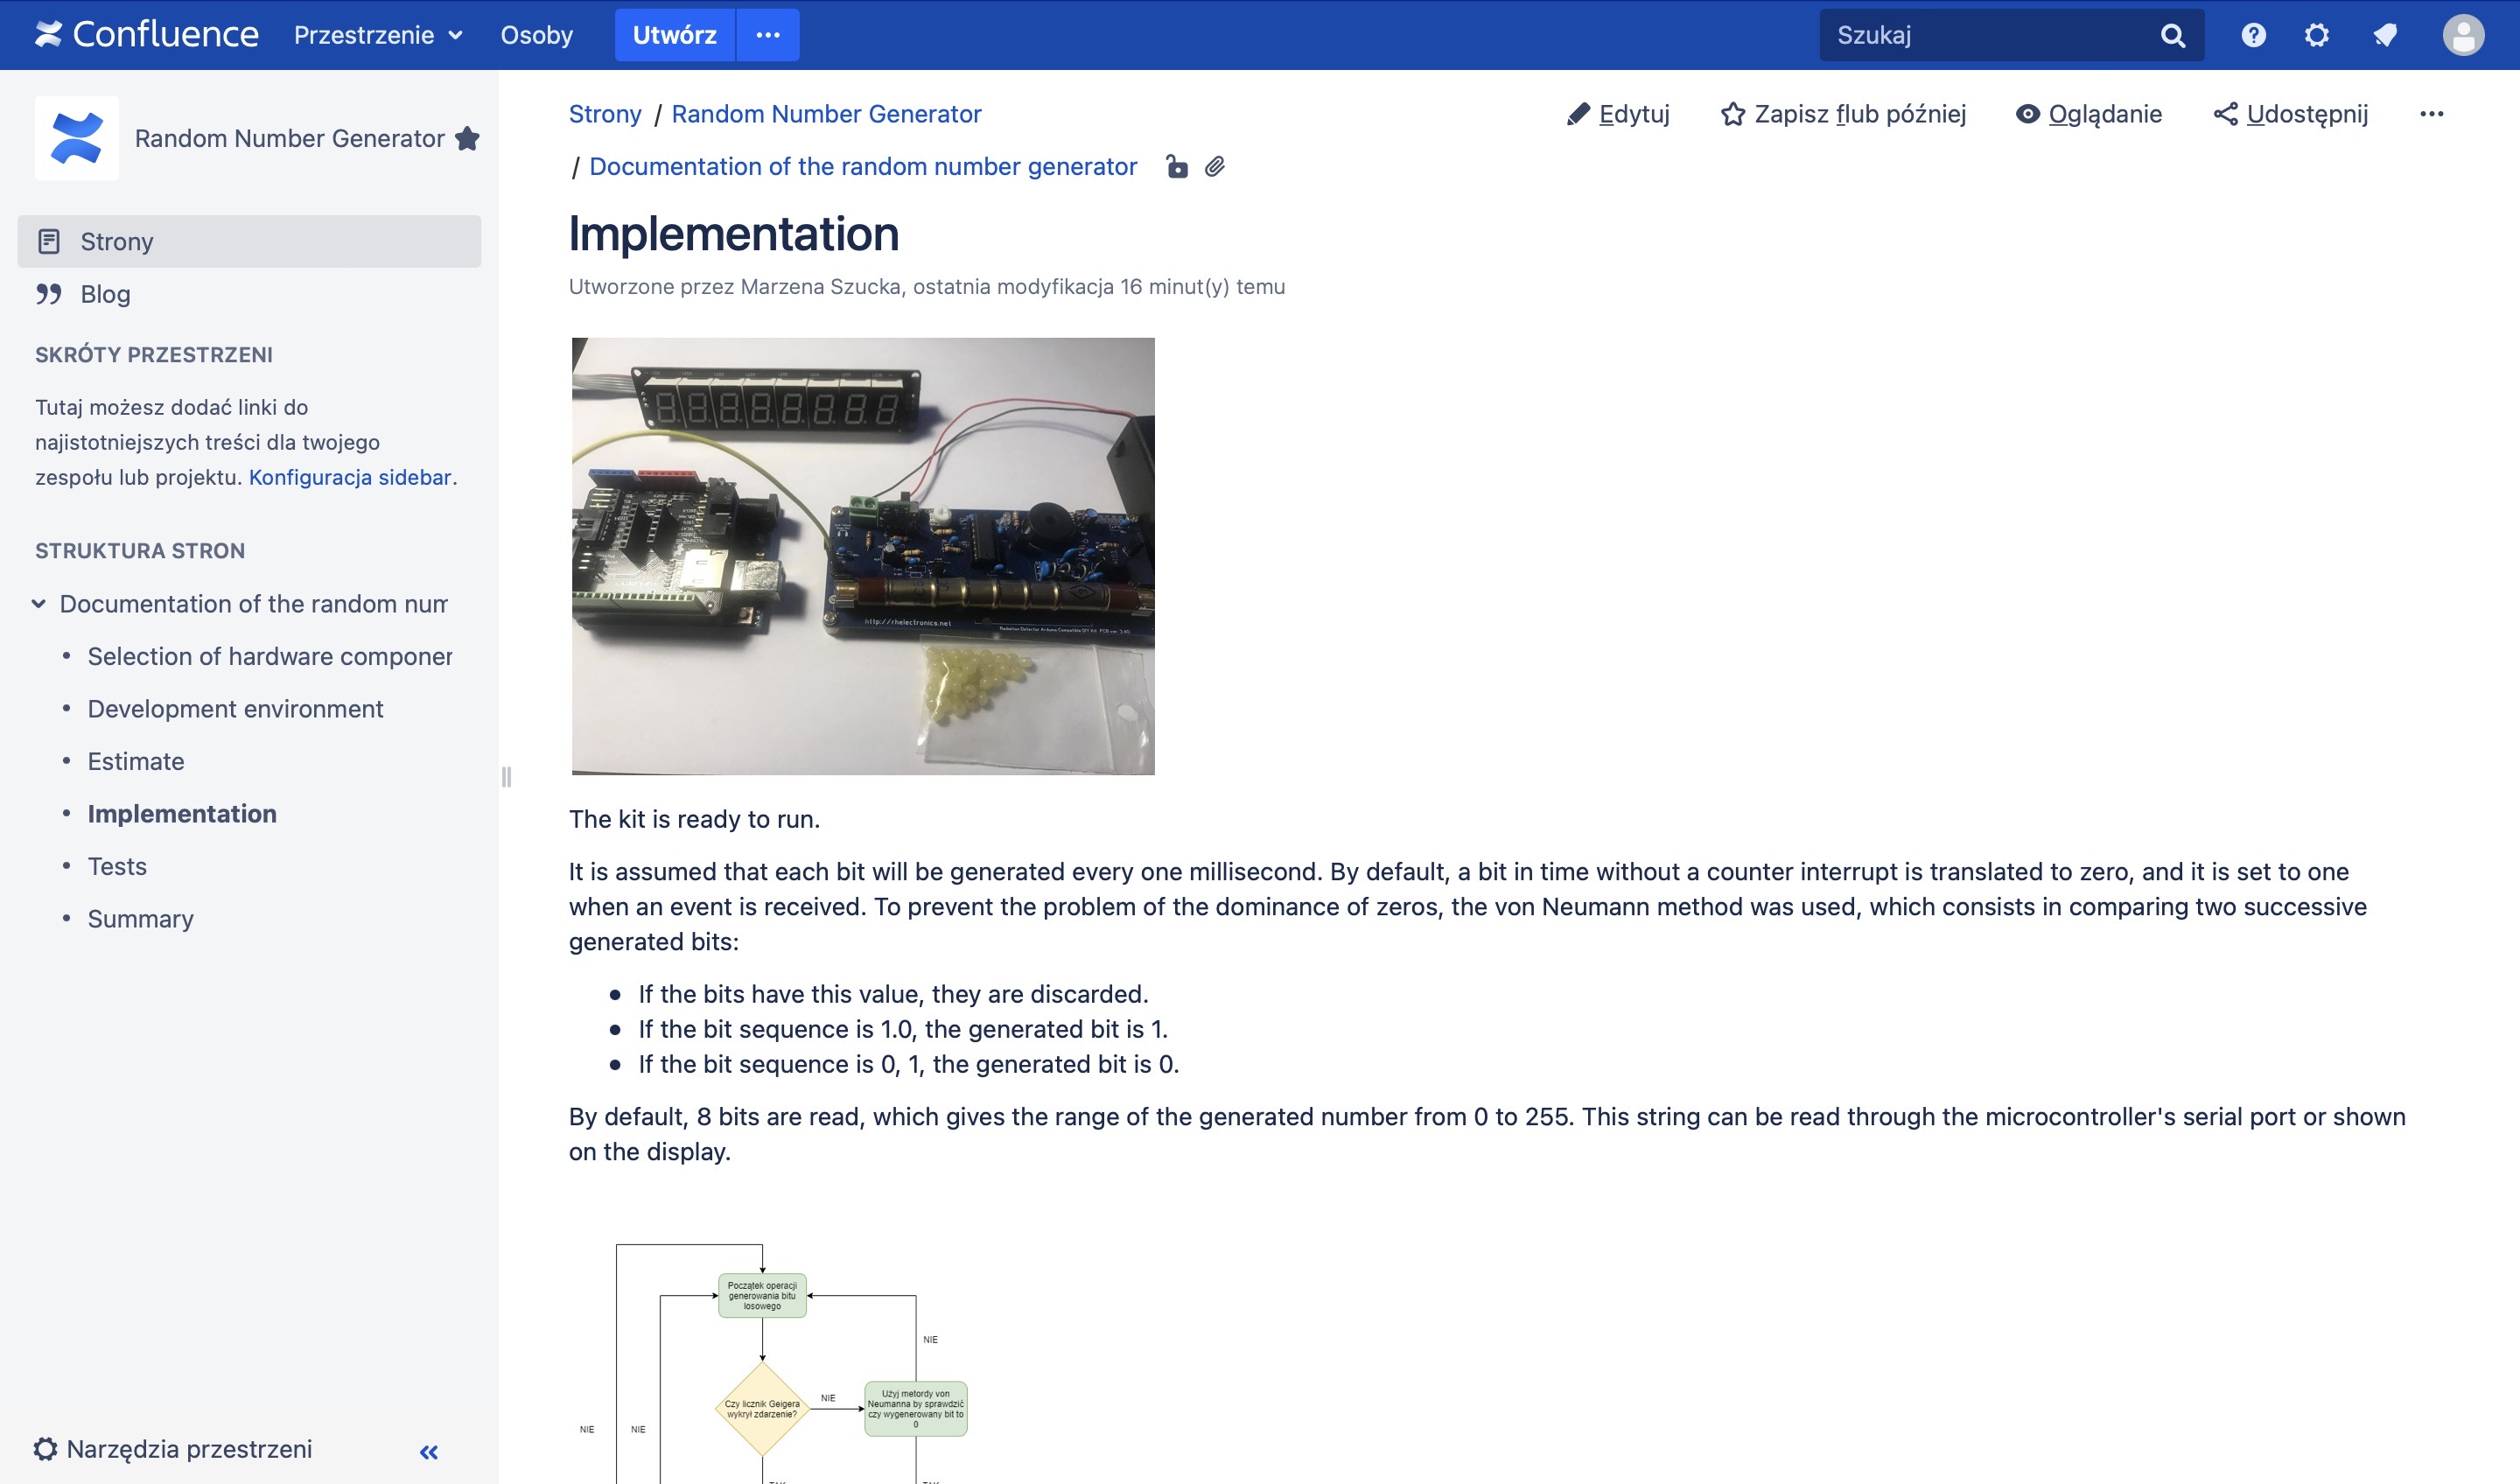 Confluence
Przestrzenie
Osoby
Utwórz
Szukaj
Random Number Generator
Strony
Blog
SKRÓTY PRZESTRZENI
Tutaj możesz dodać linki do
najistotniejszych treści dla twojego
zespołu lub projektu. Konfiguracja sidebar.
STRUKTURA STRON
Documentation of the random num
Selection of hardware componer
Development environment
Estimate
Implementation
Tests
Summary
Narzędzia przestrzeni
Strony / Random Number Generator
/ Documentation of the random number generator
Edytuj
Zapisz flub później
Oglądanie
Udostępnij
Implementation
Utworzone przez Marzena Szucka, ostatnia modyfikacja 16 minut(y) temu
http://rhelectronics.net
Radiation Detector Arduino Compatible DIY Kit
The kit is ready to run.
It is assumed that each bit will be generated every one millisecond. By default, a bit in time without a counter interrupt is translated to zero, and it is set to one
when an event is received. To prevent the problem of the dominance of zeros, the von Neumann method was used, which consists in comparing two successive
generated bits:
If the bits have this value, they are discarded.
If the bit sequence is 1.0, the generated bit is 1.
If the bit sequence is 0, 1, the generated bit is 0.
By default, 8 bits are read, which gives the range of the generated number from 0 to 255. This string can be read through the microcontroller's serial port or shown
on the display.
Początek operacji
generowania bitu
losowego
NIE
Czy licznik Geigera
wykrył zdarzenie?
NIE
Użyj metordy von
Neumanna by sprawdzić
czy wygenerowany bit to
0
NIE
NIE